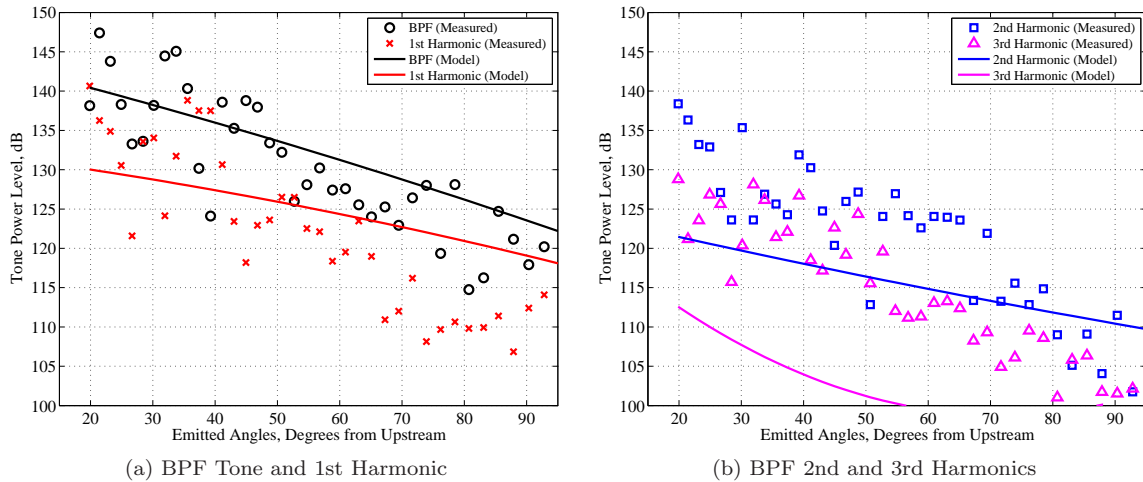 150
145
140
135
130
125
120
115
110
105
100
20 30 40 50 60 70 80 90
Tone Power Level, dB
Emitted Angles, Degrees from Upstream
BPF (Measured)
1st Harmonic (Measured)
BPF (Model)
1st Harmonic (Model)
(a) BPF Tone and 1st Harmonic
150
145
140
135
130
125
120
115
110
105
100
20 30 40 50 60 70 80 90
Tone Power Level, dB
Emitted Angles, Degrees from Upstream
2nd Harmonic (Measured)
3rd Harmonic (Measured)
2nd Harmonic (Model)
3rd Harmonic (Model)
(b) BPF 2nd and 3rd Harmonics